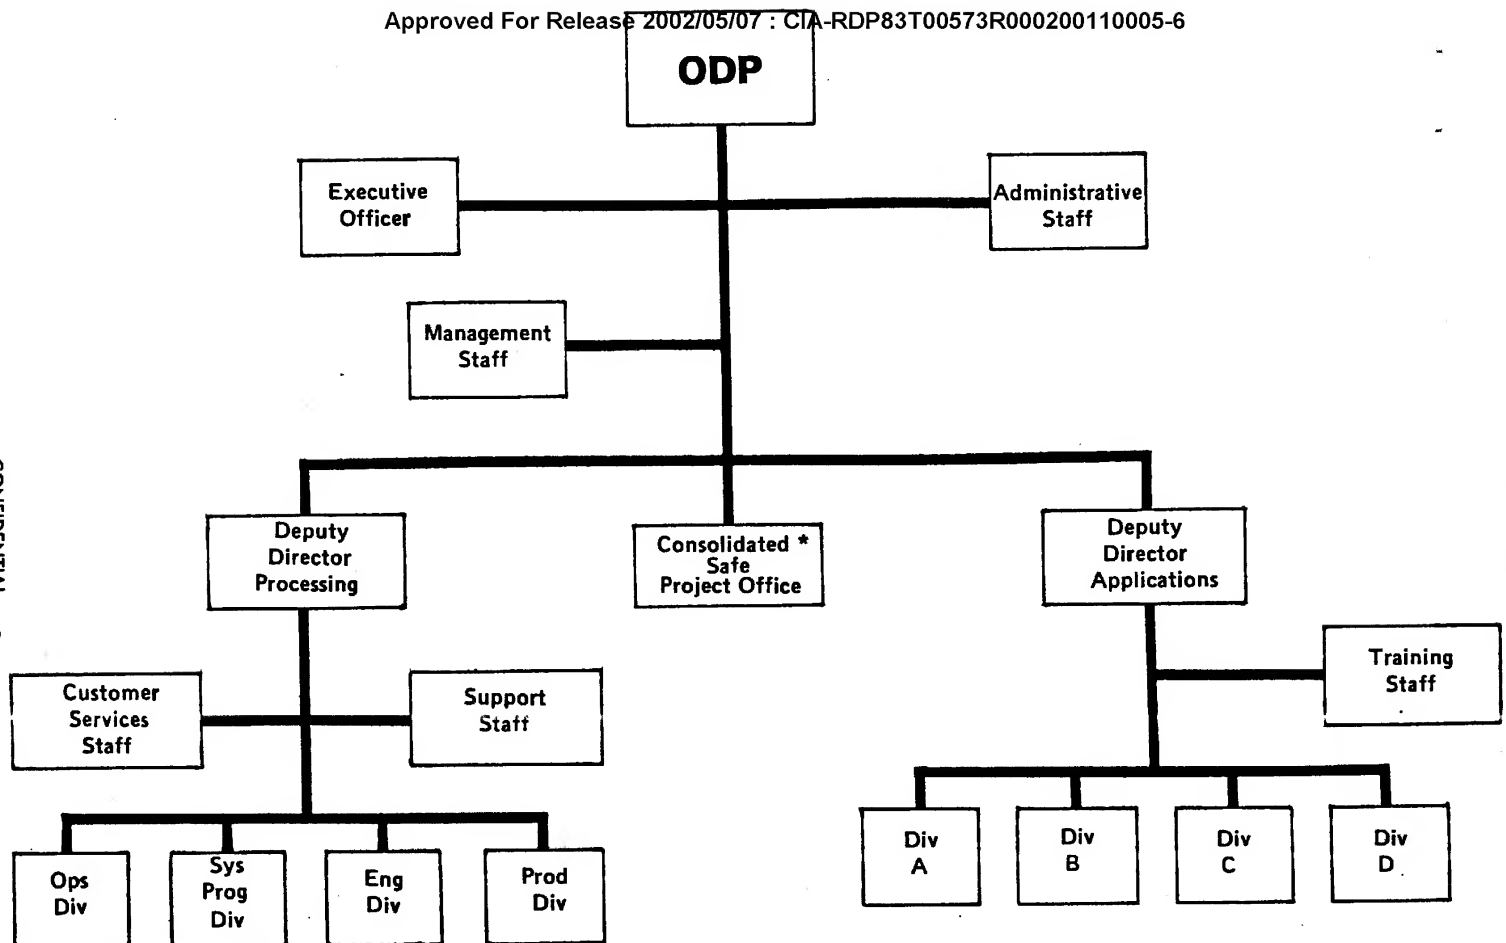 Approved For Release 2002/05/07 : CIA-RDP83T00573R000200110005-6
ODP
Executive
Officer
Administrative
Staff
Management
Staff
Deputy
Director
Processing
Consolidated *
Safe
Project Office
Deputy
Director
Applications
Customer
Services
Staff
Support
Staff
Training
Staff
Ops
Div
Sys
Prog
Div
Eng
Div
Prod
Div
Div
A
Div
B
Div
C
Div
D